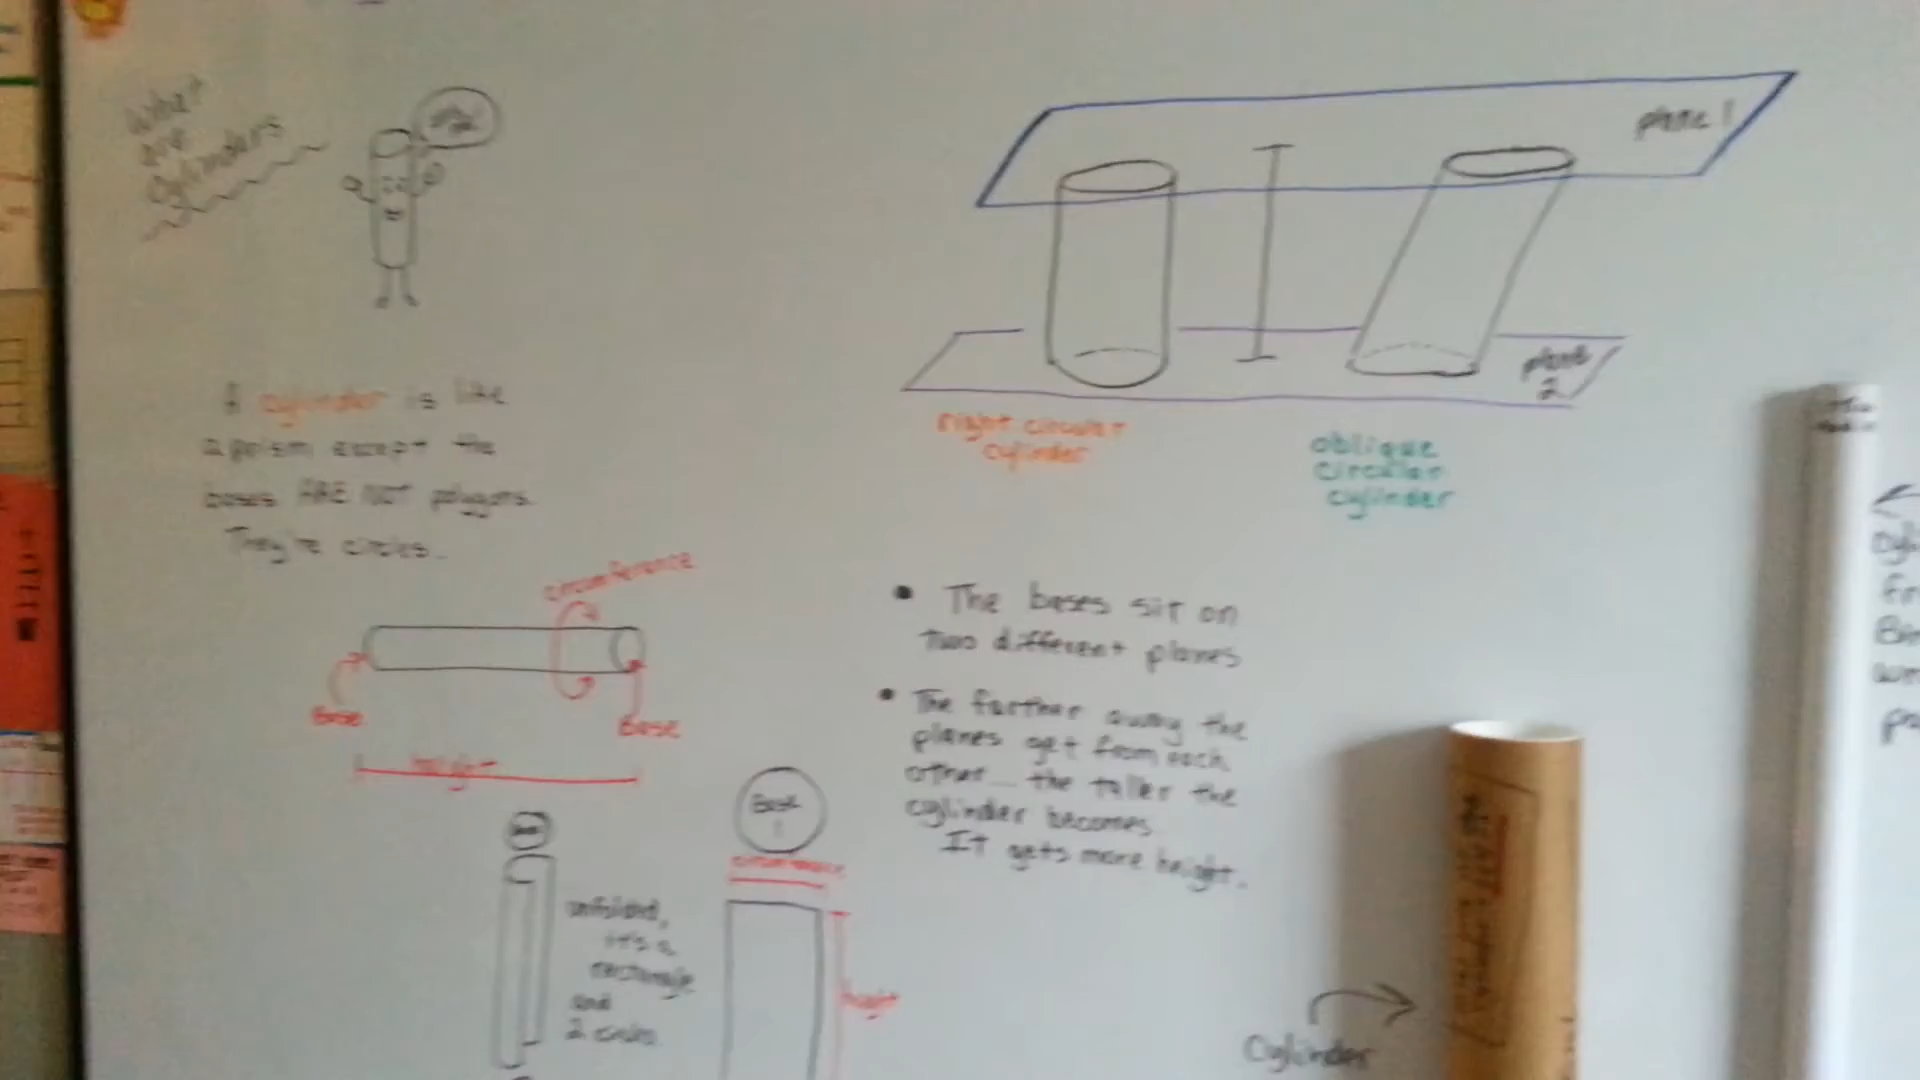 What
are
Cylinders
A cylinder is like
a prism except the
bases ARE NOT polygons.
They're circles.
circumference
Base
Base
height
unfolded,
it's a
rectangle
and
2 circles.
Base
1
circumference
height
plane 1
plane
2
right circular
cylinder
oblique
circular
cylinder
• The bases sit on
two different planes
• The farther away the
planes get from each
other... the taller the
cylinder becomes.
It gets more height.
Cylinder